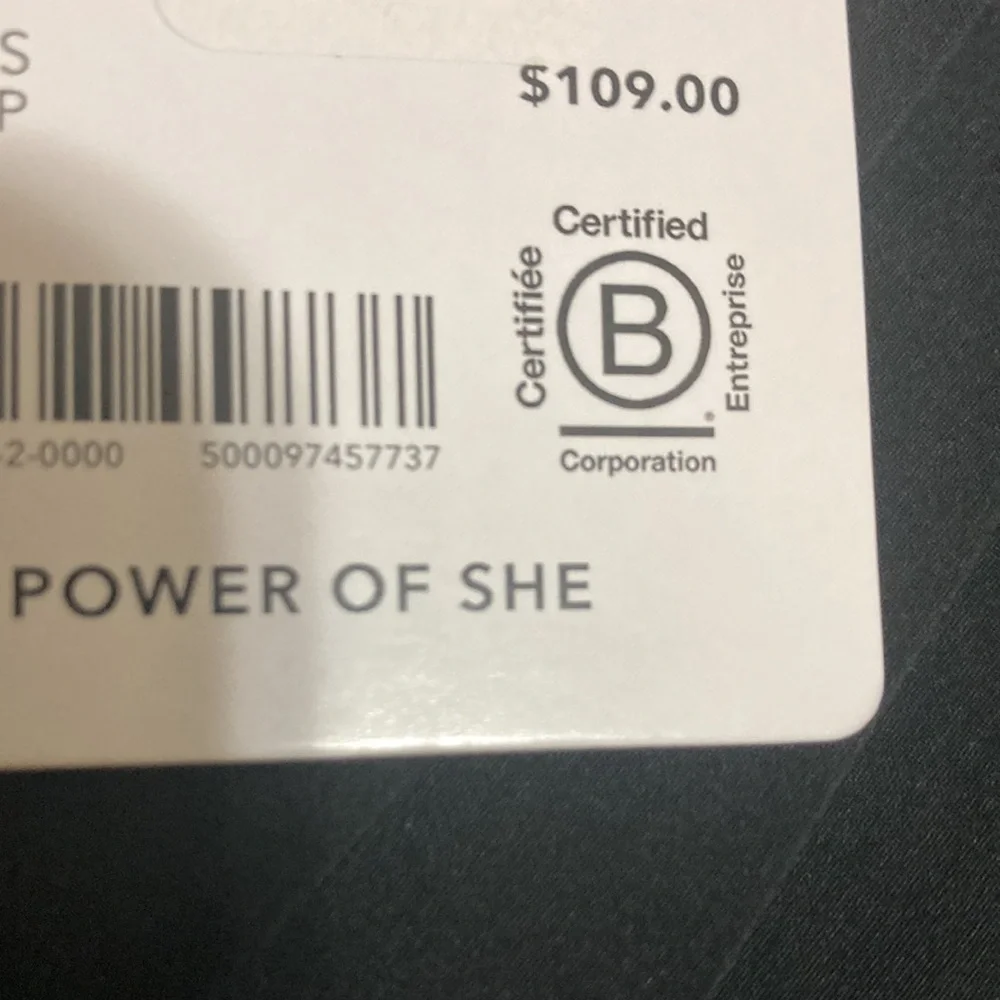 S
P
$109.00
Certified
Certifiée
B
Entreprise
®
Corporation
-2-0000 500097457737
POWER OF SHE